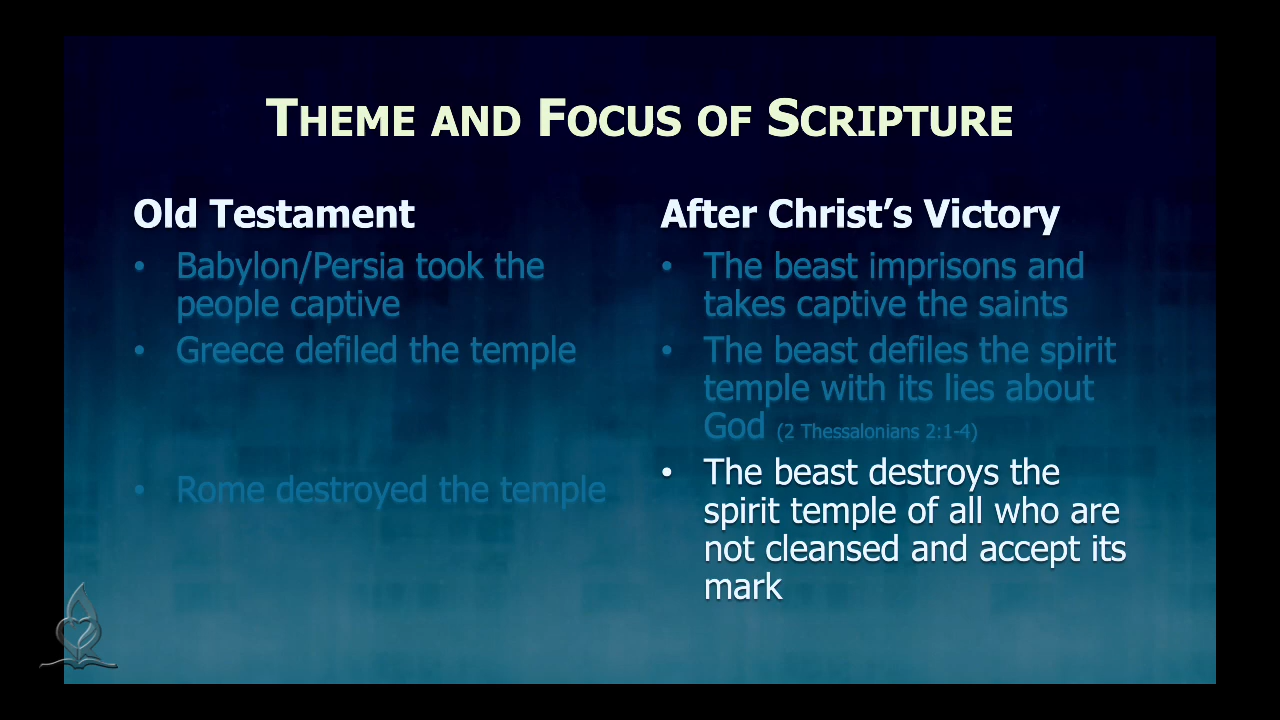 THEME AND FOCUS OF SCRIPTURE
Old Testament
• Babylon/Persia took the
people captive
• Greece defiled the temple
• Rome destroyed the temple
After Christ’s Victory
• The beast imprisons and
takes captive the saints
• The beast defiles the spirit
temple with its lies about
God (2 Thessalonians 2:1-4)
• The beast destroys the
spirit temple of all who are
not cleansed and accept its
mark